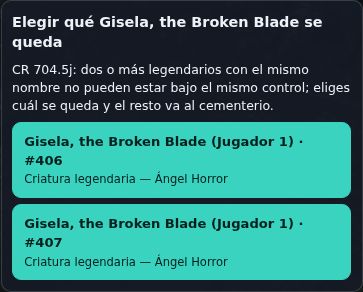 Elegir qué Gisela, the Broken Blade se
queda
CR 704.5j: dos o más legendarios con el mismo
nombre no pueden estar bajo el mismo control; eliges
cuál se queda y el resto va al cementerio.
Gisela, the Broken Blade (Jugador 1) ·
#406
Criatura legendaria — Ángel Horror
Gisela, the Broken Blade (Jugador 1) ·
#407
Criatura legendaria — Ángel Horror